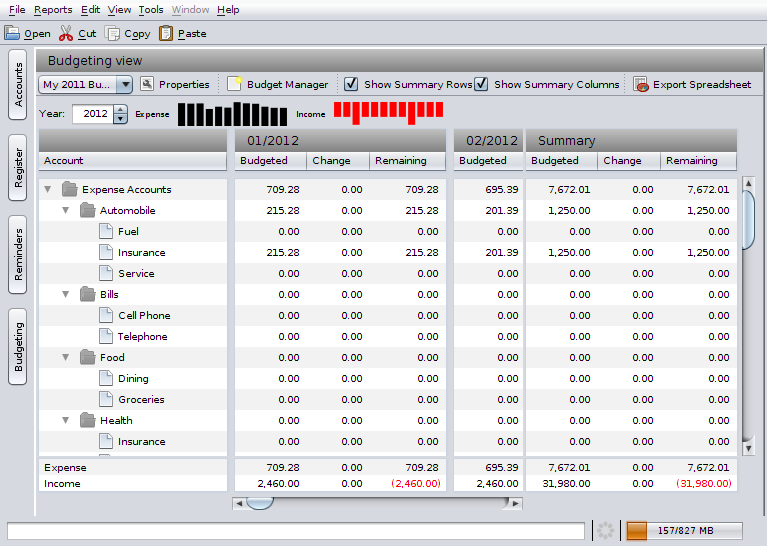 File Reports Edit View Tools Window Help
Open Cut Copy Paste
Accounts
Register
Reminders
Budgeting
Budgeting view
My 2011 Bu... Properties Budget Manager Show Summary Rows Show Summary Columns Export Spreadsheet
Year: 2012 Expense Income
01/2012 02/2012 Summary
Account Budgeted Change Remaining Budgeted Budgeted Change Remaining
Expense Accounts 709.28 0.00 709.28 695.39 7,672.01 0.00 7,672.01
Automobile 215.28 0.00 215.28 201.39 1,250.00 0.00 1,250.00
Fuel 0.00 0.00 0.00 0.00 0.00 0.00 0.00
Insurance 215.28 0.00 215.28 201.39 1,250.00 0.00 1,250.00
Service 0.00 0.00 0.00 0.00 0.00 0.00 0.00
Bills 0.00 0.00 0.00 0.00 0.00 0.00 0.00
Cell Phone 0.00 0.00 0.00 0.00 0.00 0.00 0.00
Telephone 0.00 0.00 0.00 0.00 0.00 0.00 0.00
Food 0.00 0.00 0.00 0.00 0.00 0.00 0.00
Dining 0.00 0.00 0.00 0.00 0.00 0.00 0.00
Groceries 0.00 0.00 0.00 0.00 0.00 0.00 0.00
Health 0.00 0.00 0.00 0.00 0.00 0.00 0.00
Insurance 0.00 0.00 0.00 0.00 0.00 0.00 0.00
Expense 709.28 0.00 709.28 695.39 7,672.01 0.00 7,672.01
Income 2,460.00 0.00 (2,460.00) 2,460.00 31,980.00 0.00 (31,980.00)
157/827 MB